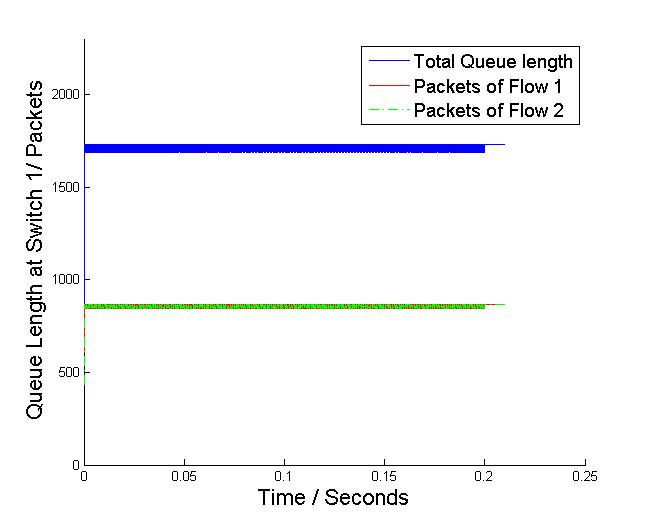 Total Queue length
Packets of Flow 1
Packets of Flow 2
Queue Length at Switch 1/ Packets
2000
1500
1000
500
0
0
0.05
0.1
0.15
0.2
0.25
Time / Seconds